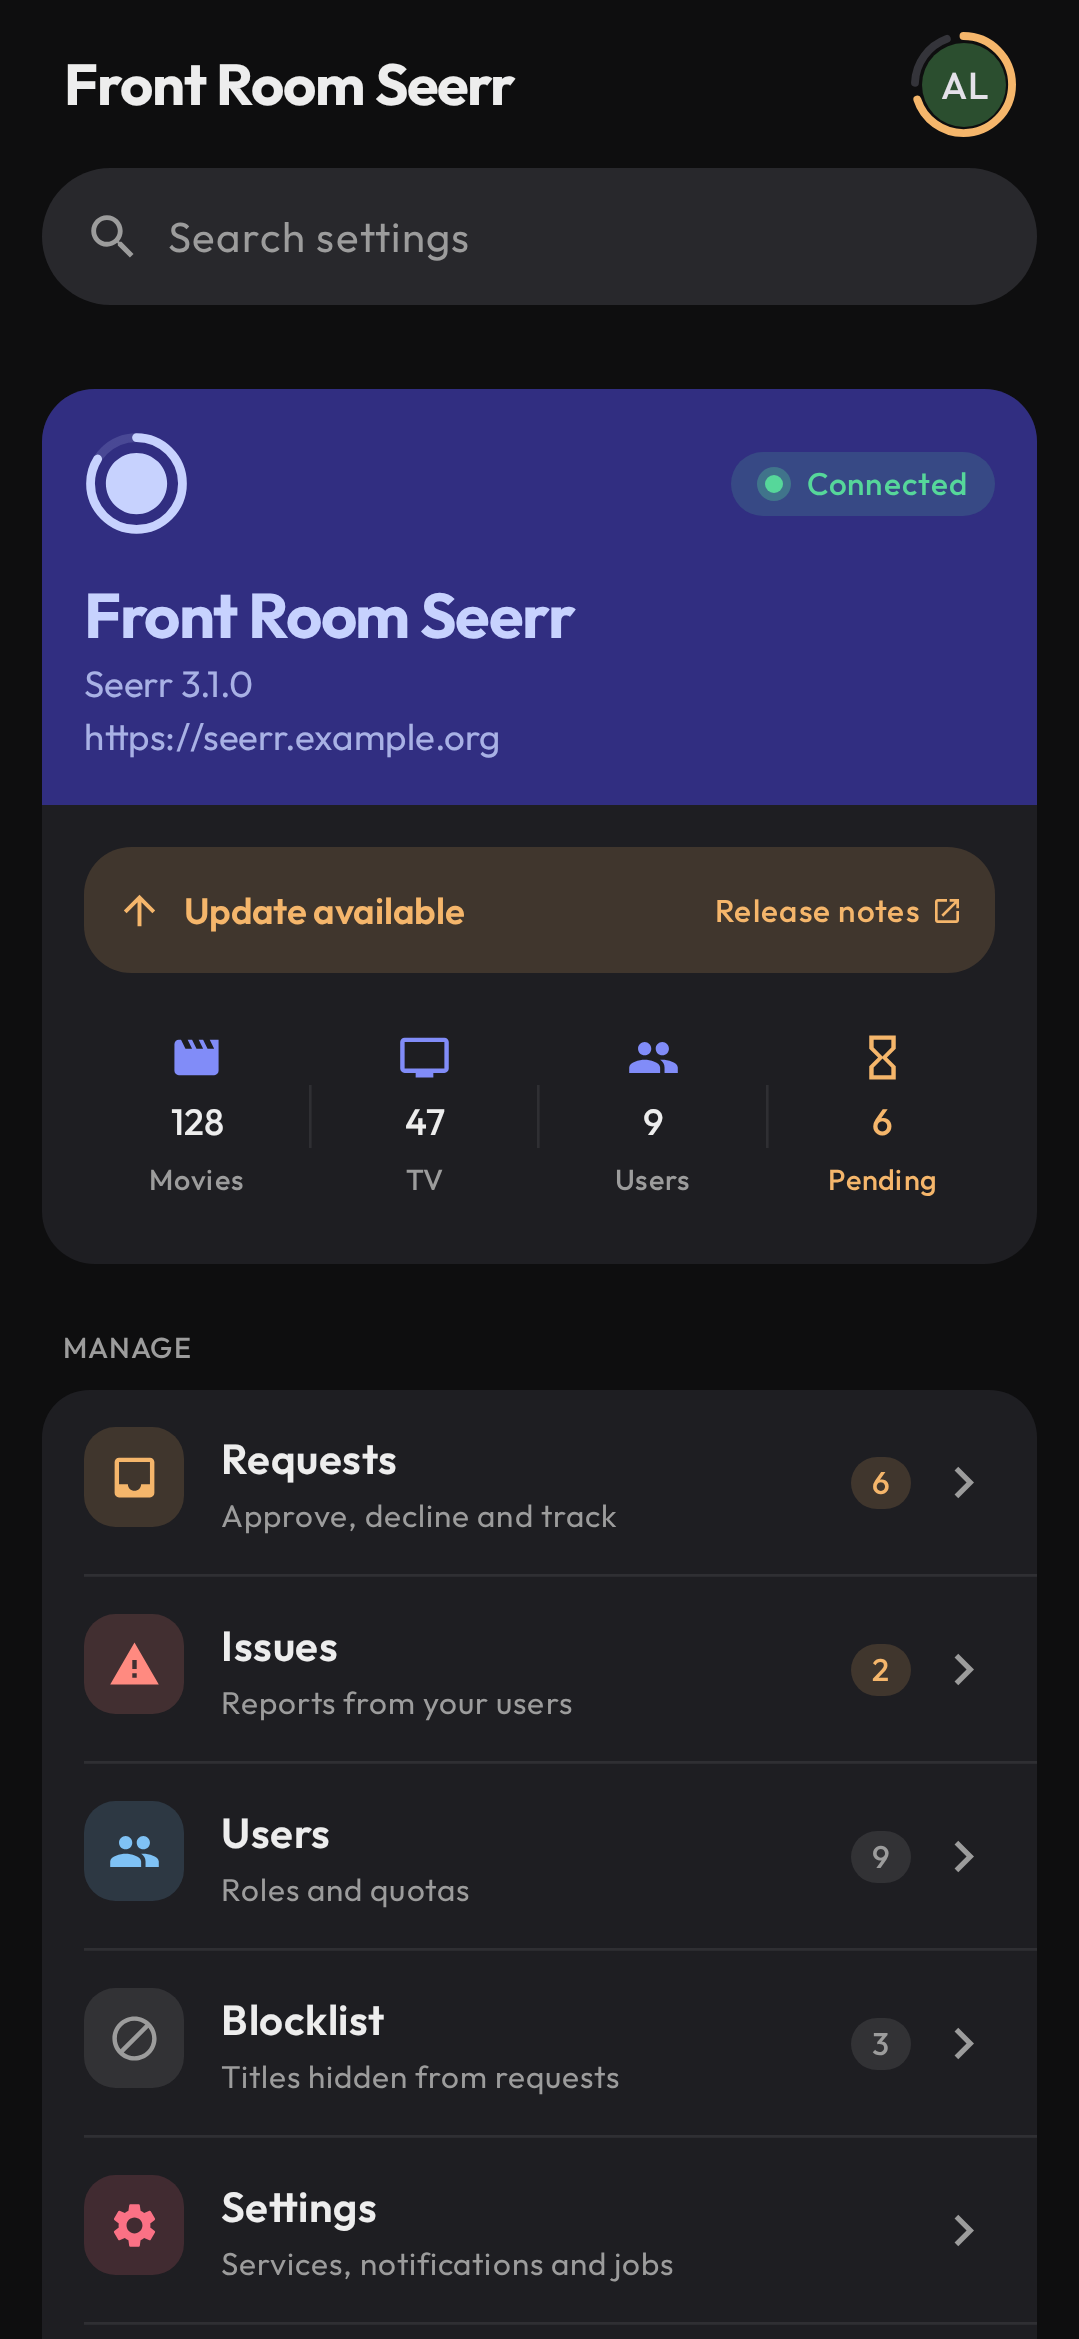 Front Room Seerr
AL
Search settings
Connected
Front Room Seerr
Seerr 3.1.0
https://seerr.example.org
Update available
Release notes
128
47
9
6
Movies
TV
Users
Pending
MANAGE
Requests
Approve, decline and track
6
Issues
Reports from your users
2
Users
Roles and quotas
9
Blocklist
Titles hidden from requests
3
Settings
Services, notifications and jobs